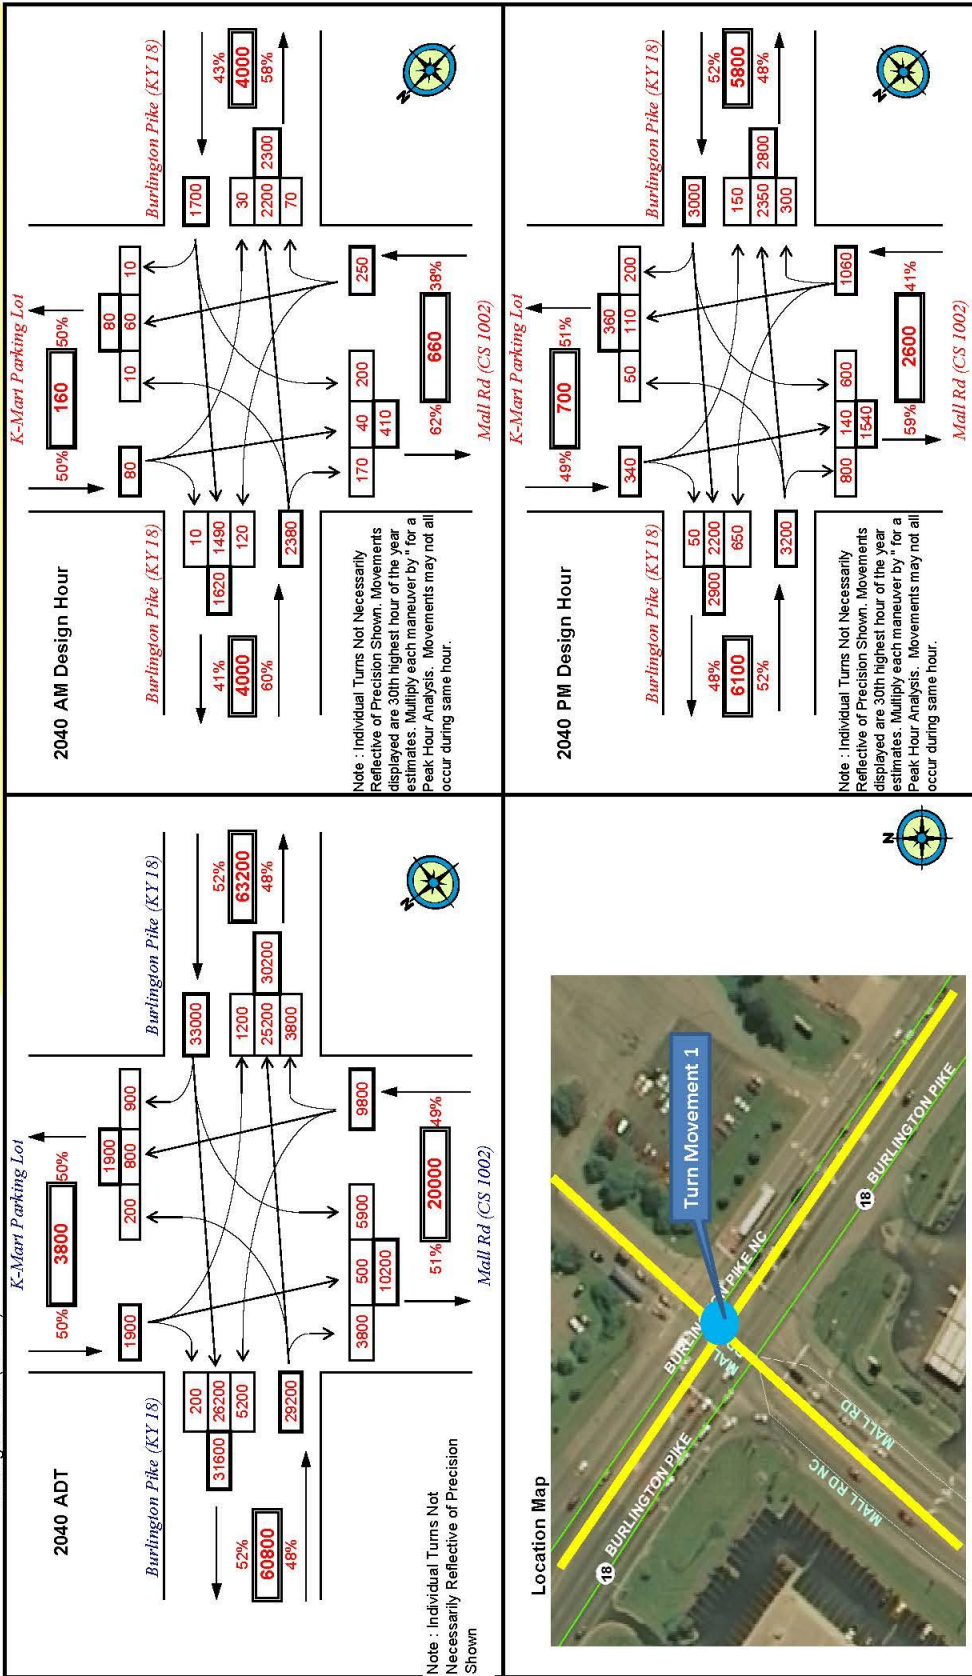 2040 ADT
K-Mart Parking Lot
50%
3800
50%
1900
1900
200
800
900
Burlington Pike (KY 18)
Burlington Pike (KY 18)
200
26200
5200
31600
33000
52%
60800
48%
29200
1200
25200
3800
30200
52%
63200
48%
3800
500
5900
10200
9800
51%
20000
49%
Mall Rd (CS 1002)
Note : Individual Turns Not
Necessarily Reflective of Precision
Shown
N
2040 AM Design Hour
K-Mart Parking Lot
50%
160
50%
80
80
10
60
10
Burlington Pike (KY 18)
Burlington Pike (KY 18)
10
1490
120
1620
1700
41%
4000
60%
2380
30
2200
70
2300
43%
4000
58%
170
40
200
410
250
62%
660
38%
Mall Rd (CS 1002)
Note : Individual Turns Not Necessarily
Reflective of Precision Shown. Movements
displayed are 30th highest hour of the year
estimates. Multiply each maneuver by " for a
Peak Hour Analysis. Movements may not all
occur during same hour.
N
Location Map
18 BURLINGTON PIKE
BURLINGTON PIKE NC
Turn Movement 1
18 BURLINGTON PIKE
MALL RD NC
MALL RD
N
2040 PM Design Hour
K-Mart Parking Lot
49%
700
51%
340
360
50
110
200
Burlington Pike (KY 18)
Burlington Pike (KY 18)
50
2200
650
2900
3000
48%
6100
52%
3200
150
2350
300
2800
52%
5800
48%
800
140
600
1540
1060
59%
2600
41%
Mall Rd (CS 1002)
Note : Individual Turns Not Necessarily
Reflective of Precision Shown. Movements
displayed are 30th highest hour of the year
estimates. Multiply each maneuver by " for a
Peak Hour Analysis. Movements may not all
occur during same hour.
N